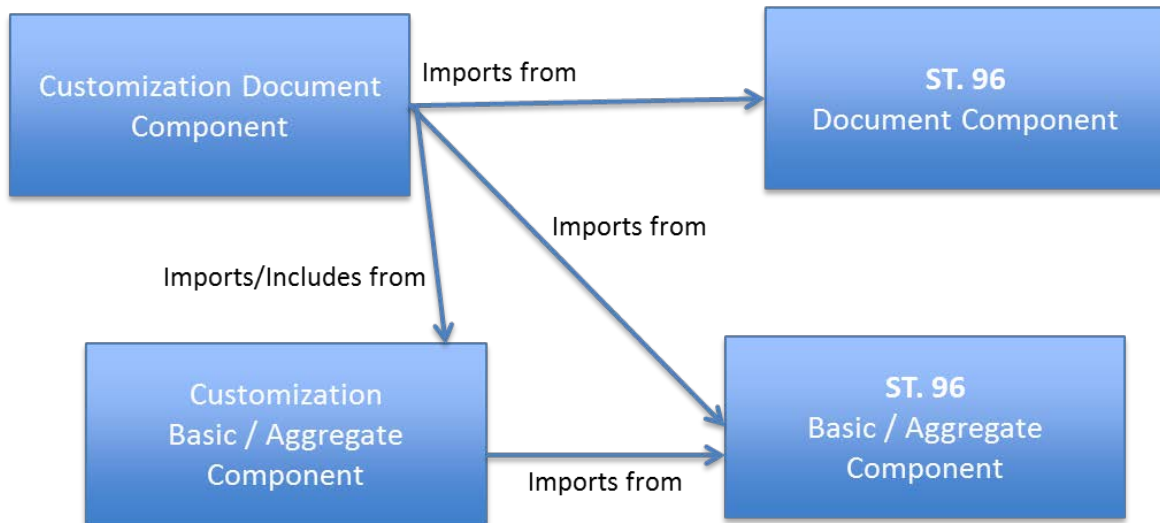 Customization Document
Component
Imports from
ST. 96
Document Component
Imports from
Imports/Includes from
Customization
Basic / Aggregate
Component
Imports from
ST. 96
Basic / Aggregate
Component